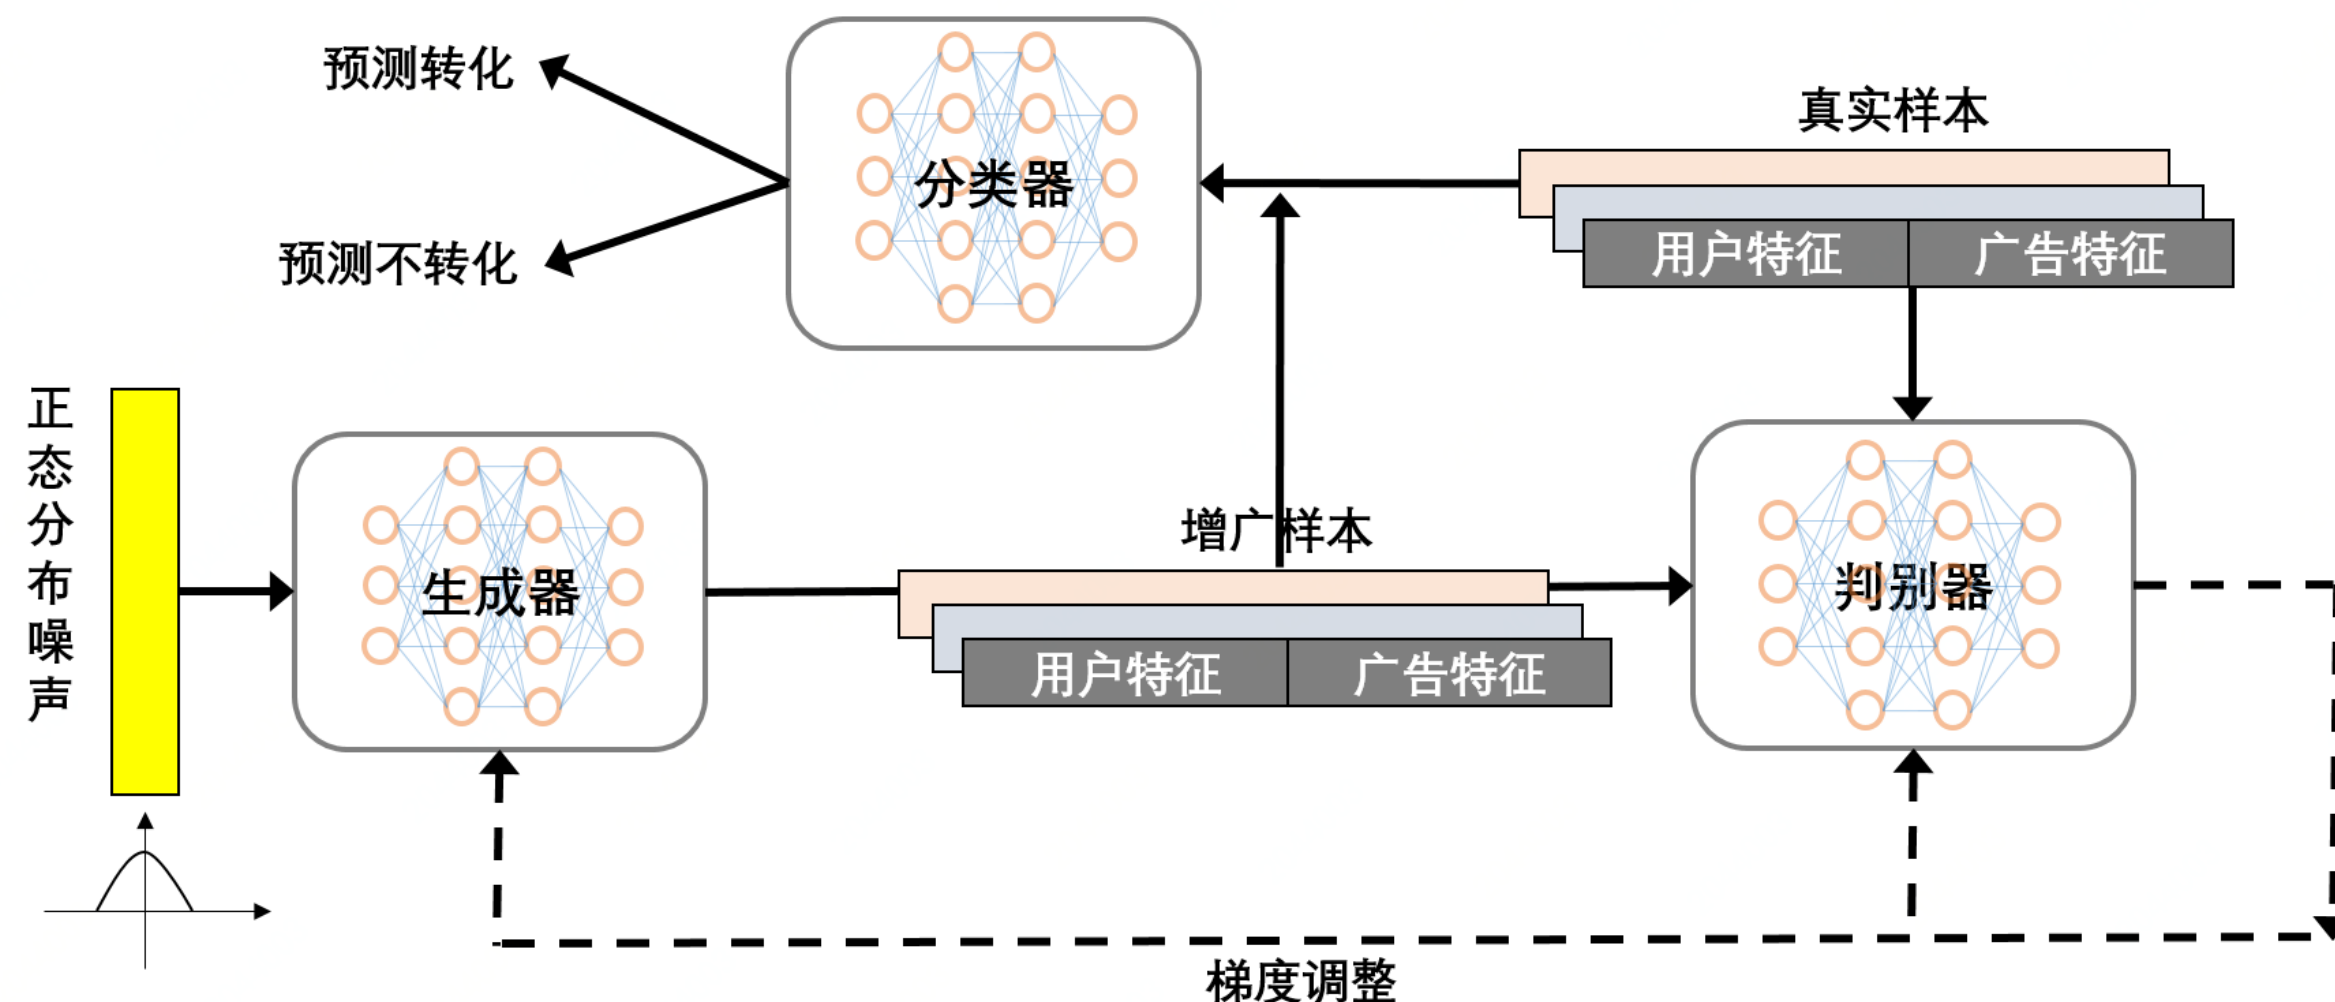 预测转化
真实样本
分类器
用户特征 广告特征
预测不转化
正态分布噪声
增广样本
生成器
判别器
用户特征 广告特征
梯度调整